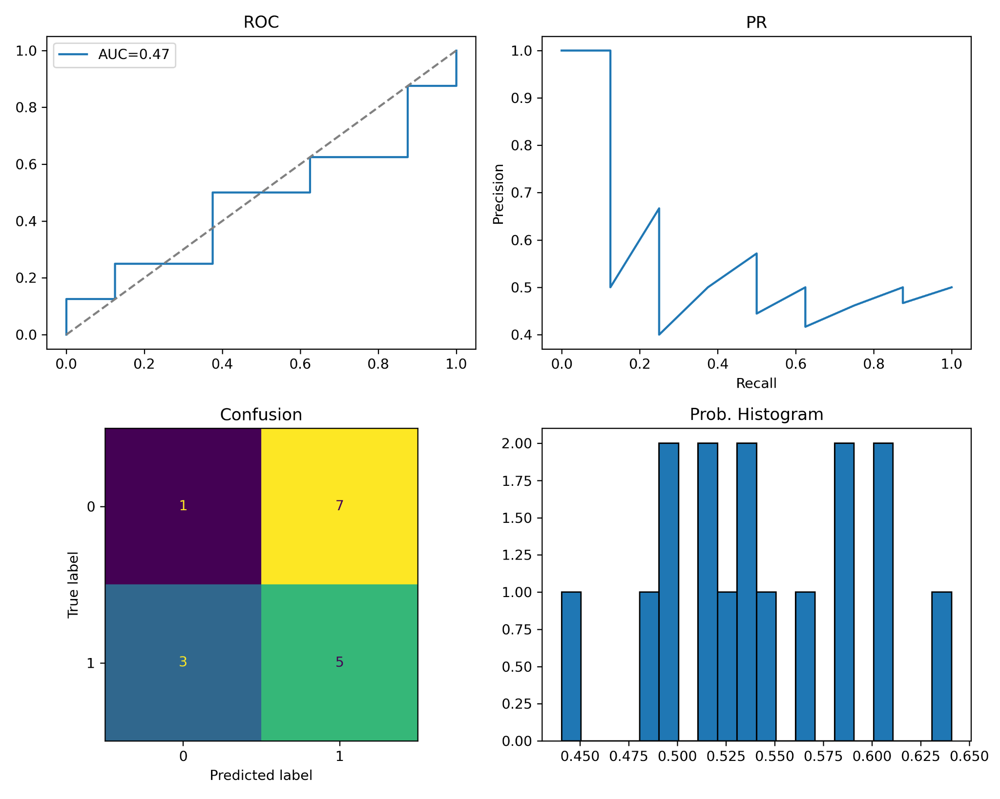 ROC
AUC=0.47
1.0
0.8
0.6
0.4
0.2
0.0
0.0 0.2 0.4 0.6 0.8 1.0
PR
Precision
1.0
0.9
0.8
0.7
0.6
0.5
0.4
0.0 0.2 0.4 0.6 0.8 1.0
Recall
Confusion
True label
0
1
1 7
3 5
0 1
Predicted label
Prob. Histogram
2.00
1.75
1.50
1.25
1.00
0.75
0.50
0.25
0.00
0.450 0.475 0.500 0.525 0.550 0.575 0.600 0.625 0.650